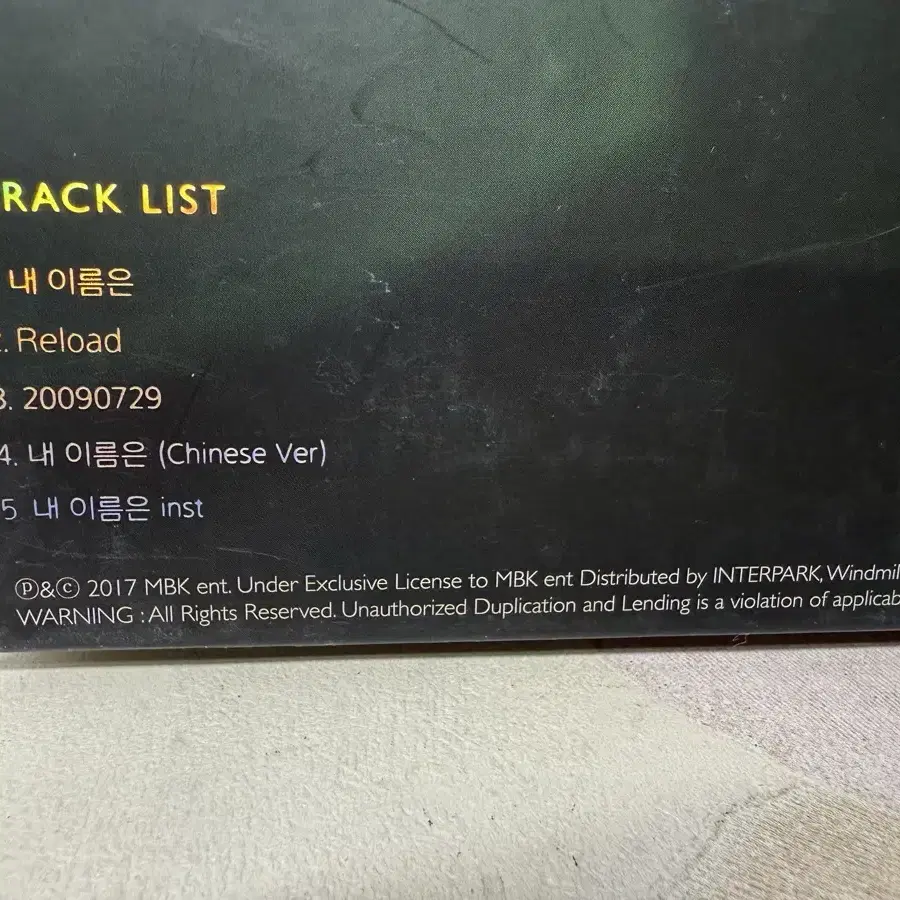 RACK LIST
내 이름은
2. Reload
3. 20090729
4. 내 이름은 (Chinese Ver)
5 내 이름은 inst
Ⓟ&ⓒ 2017 MBK ent. Under Exclusive License to MBK ent Distributed by INTERPARK, Windmil
WARNING : All Rights Reserved. Unauthorized Duplication and Lending is a violation of applicab